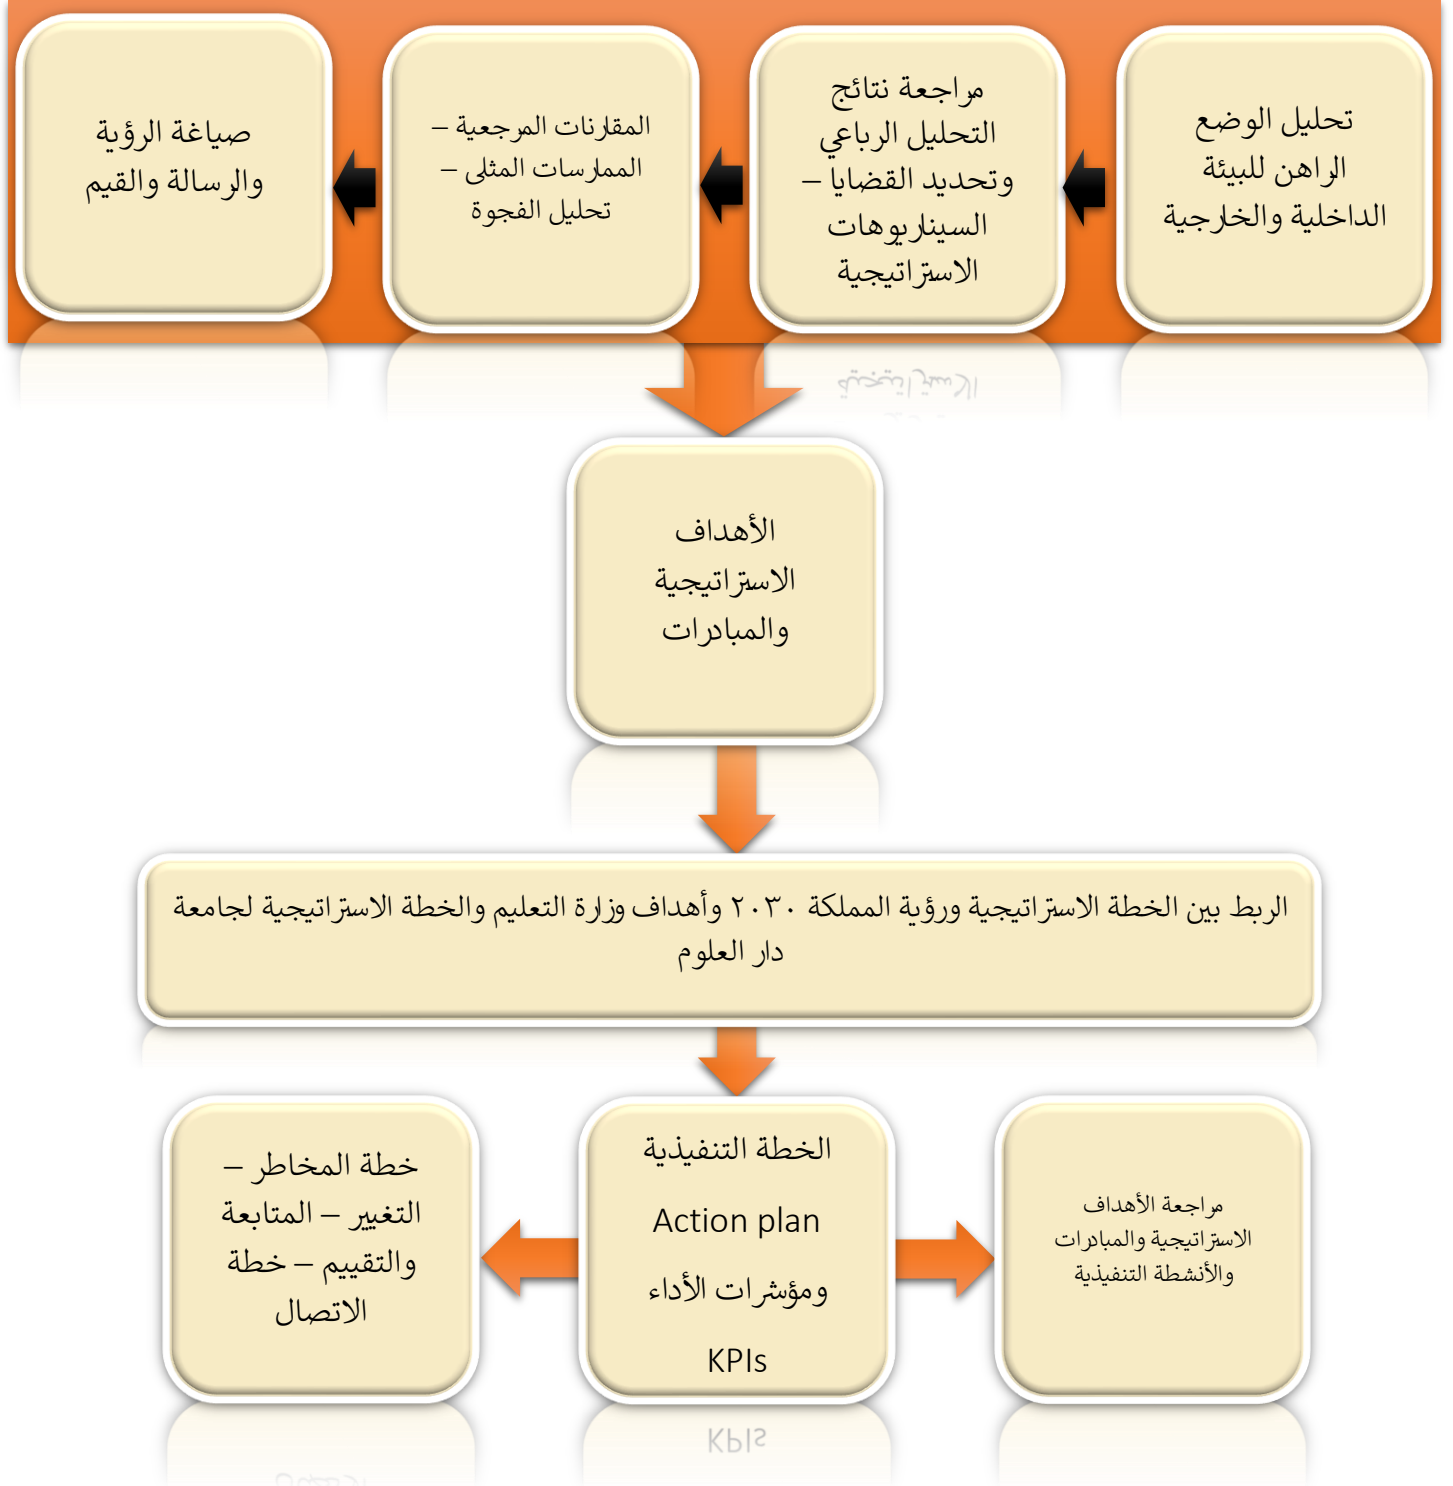 تحليل الوضع
الراهن للبيئة
الداخلية والخارجية
مراجعة نتائج
التحليل الرباعي
وتحديد القضايا –
السيناريوهات
الاستراتيجية
المقارنات المرجعية –
الممارسات المثلى –
تحليل الفجوة
صياغة الرؤية
والرسالة والقيم
الأهداف
الاستراتيجية
والمبادرات
الربط بين الخطة الاستراتيجية ورؤية المملكة ٢٠٣٠ وأهداف وزارة التعليم والخطة الاستراتيجية لجامعة
دار العلوم
مراجعة الأهداف
الاستراتيجية والمبادرات
والأنشطة التنفيذية
الخطة التنفيذية
Action plan
ومؤشرات الأداء
KPIs
خطة المخاطر –
التغيير – المتابعة
والتقييم – خطة
الاتصال